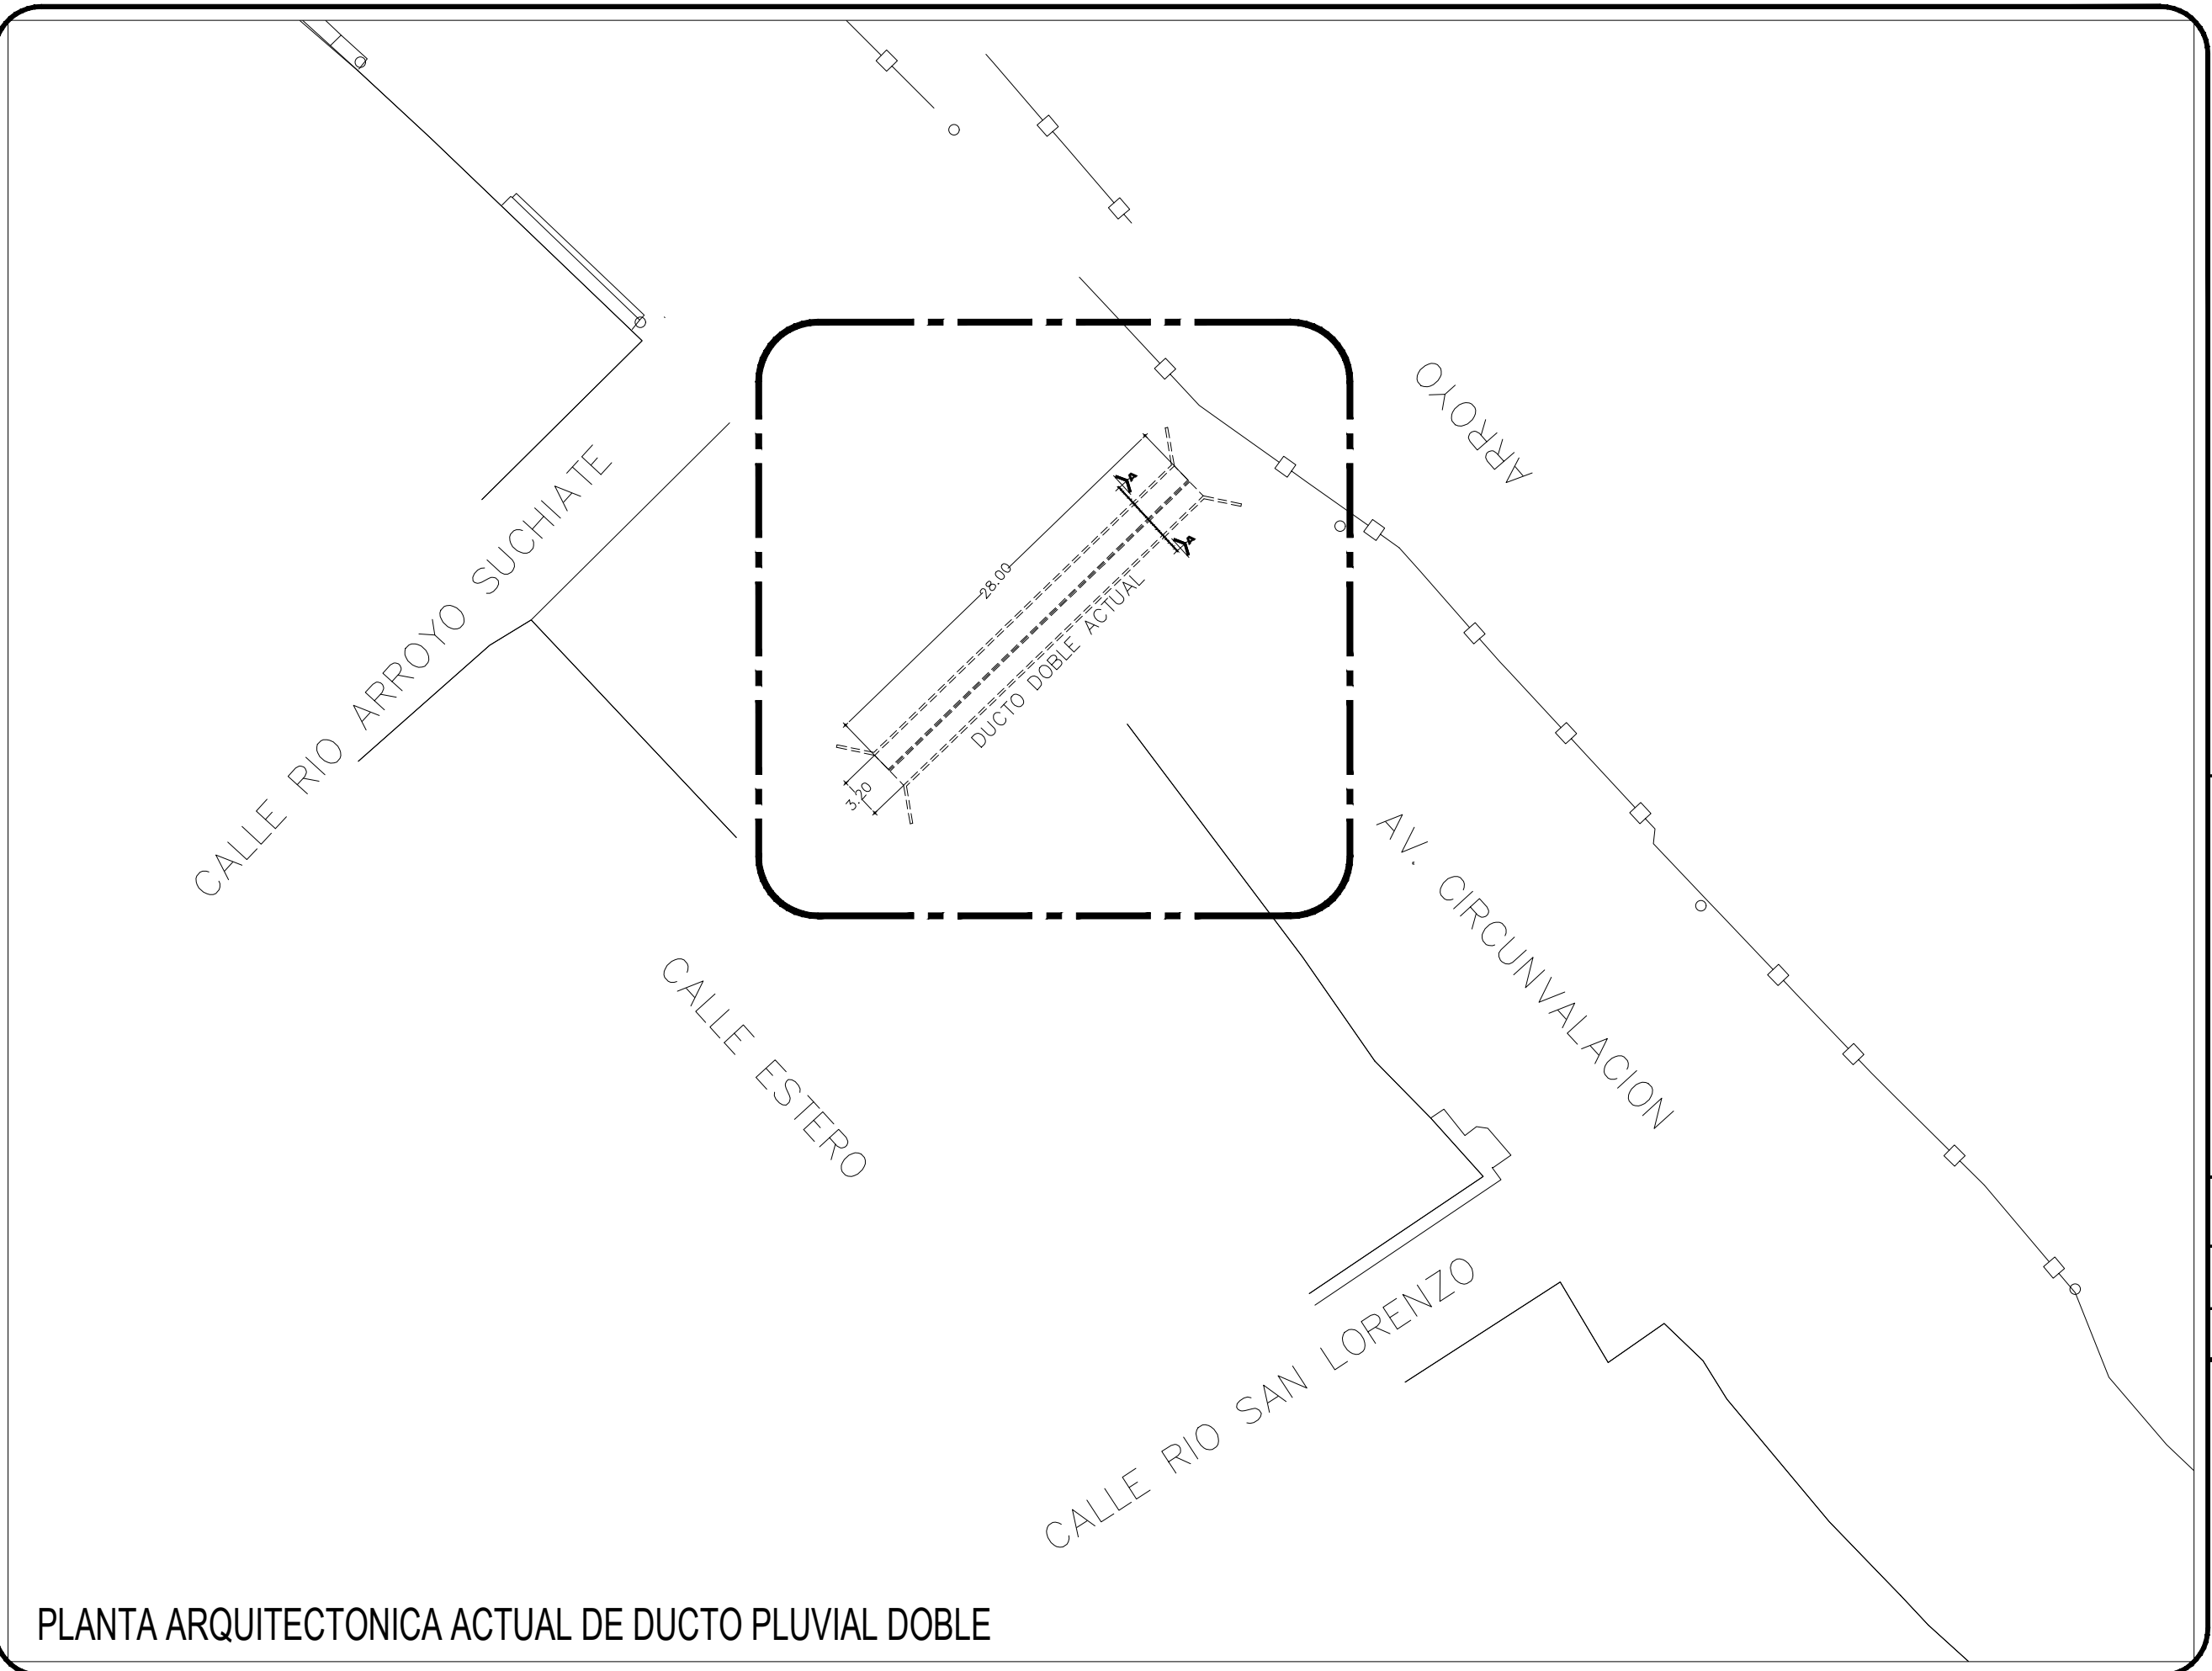 ARROYO
CALLE RIO ARROYO SUCHIATE
A
A
28.00
DUCTO DOBLE ACTUAL
3.20
AV. CIRCUNVALACION
CALLE ESTERO
CALLE RIO SAN LORENZO
PLANTA ARQUITECTONICA ACTUAL DE DUCTO PLUVIAL DOBLE